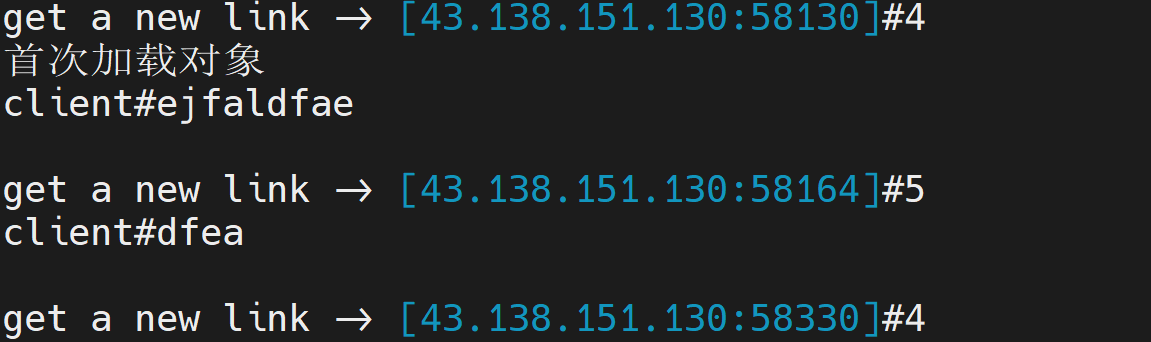 get a new link -> [43.138.151.130:58130]#4
首次加载对象
client#ejfaldfae
get a new link -> [43.138.151.130:58164]#5
client#dfea
get a new link -> [43.138.151.130:58330]#4